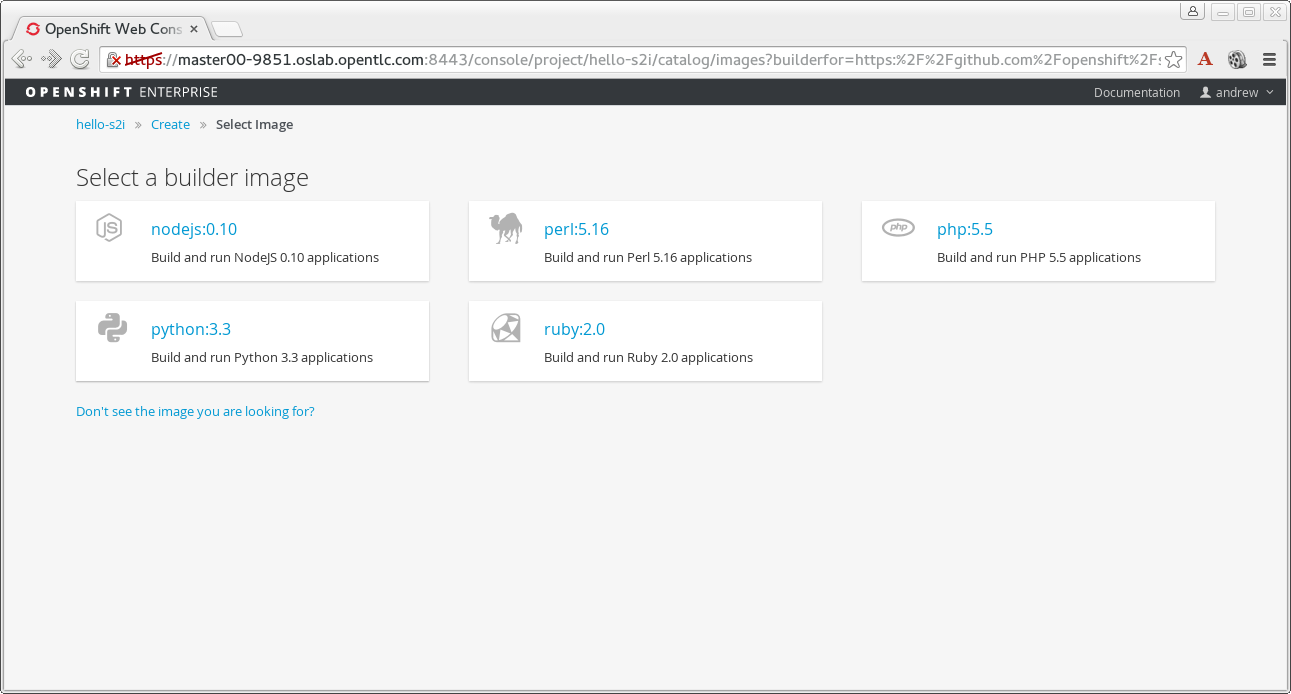 OpenShift Web Cons
https://master00-9851.oslab.opentlc.com:8443/console/project/hello-s2i/catalog/images?builderfor=https:%2F%2Fgithub.com%2Fopenshift%2Fs
A
OPENSHIFT ENTERPRISE
Documentation
andrew
hello-s2i » Create » Select Image
Select a builder image
JS
nodejs:0.10
Build and run NodeJS 0.10 applications
perl:5.16
Build and run Perl 5.16 applications
php
php:5.5
Build and run PHP 5.5 applications
python:3.3
Build and run Python 3.3 applications
ruby:2.0
Build and run Ruby 2.0 applications
Don't see the image you are looking for?